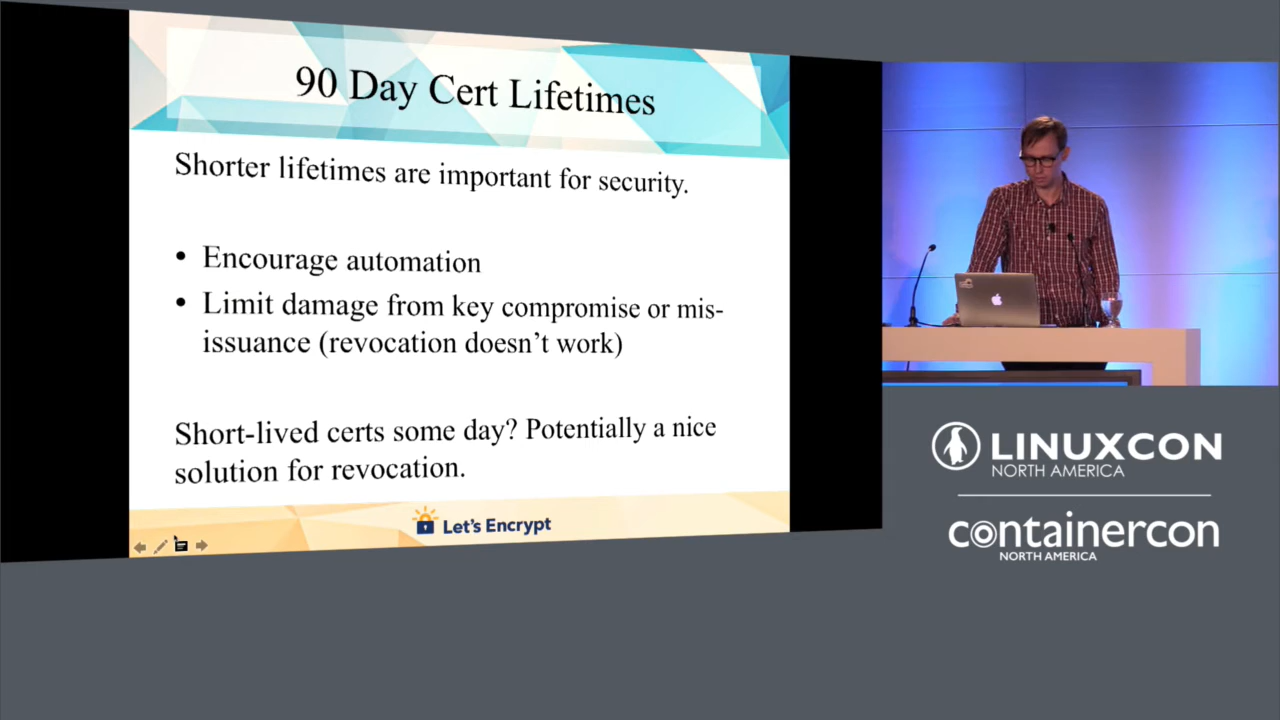 90 Day Cert Lifetimes
Shorter lifetimes are important for security.
• Encourage automation
• Limit damage from key compromise or mis-
issuance (revocation doesn’t work)
Short-lived certs some day? Potentially a nice
solution for revocation.
Let’s Encrypt
LINUXCON
NORTH AMERICA
containercon
NORTH AMERICA